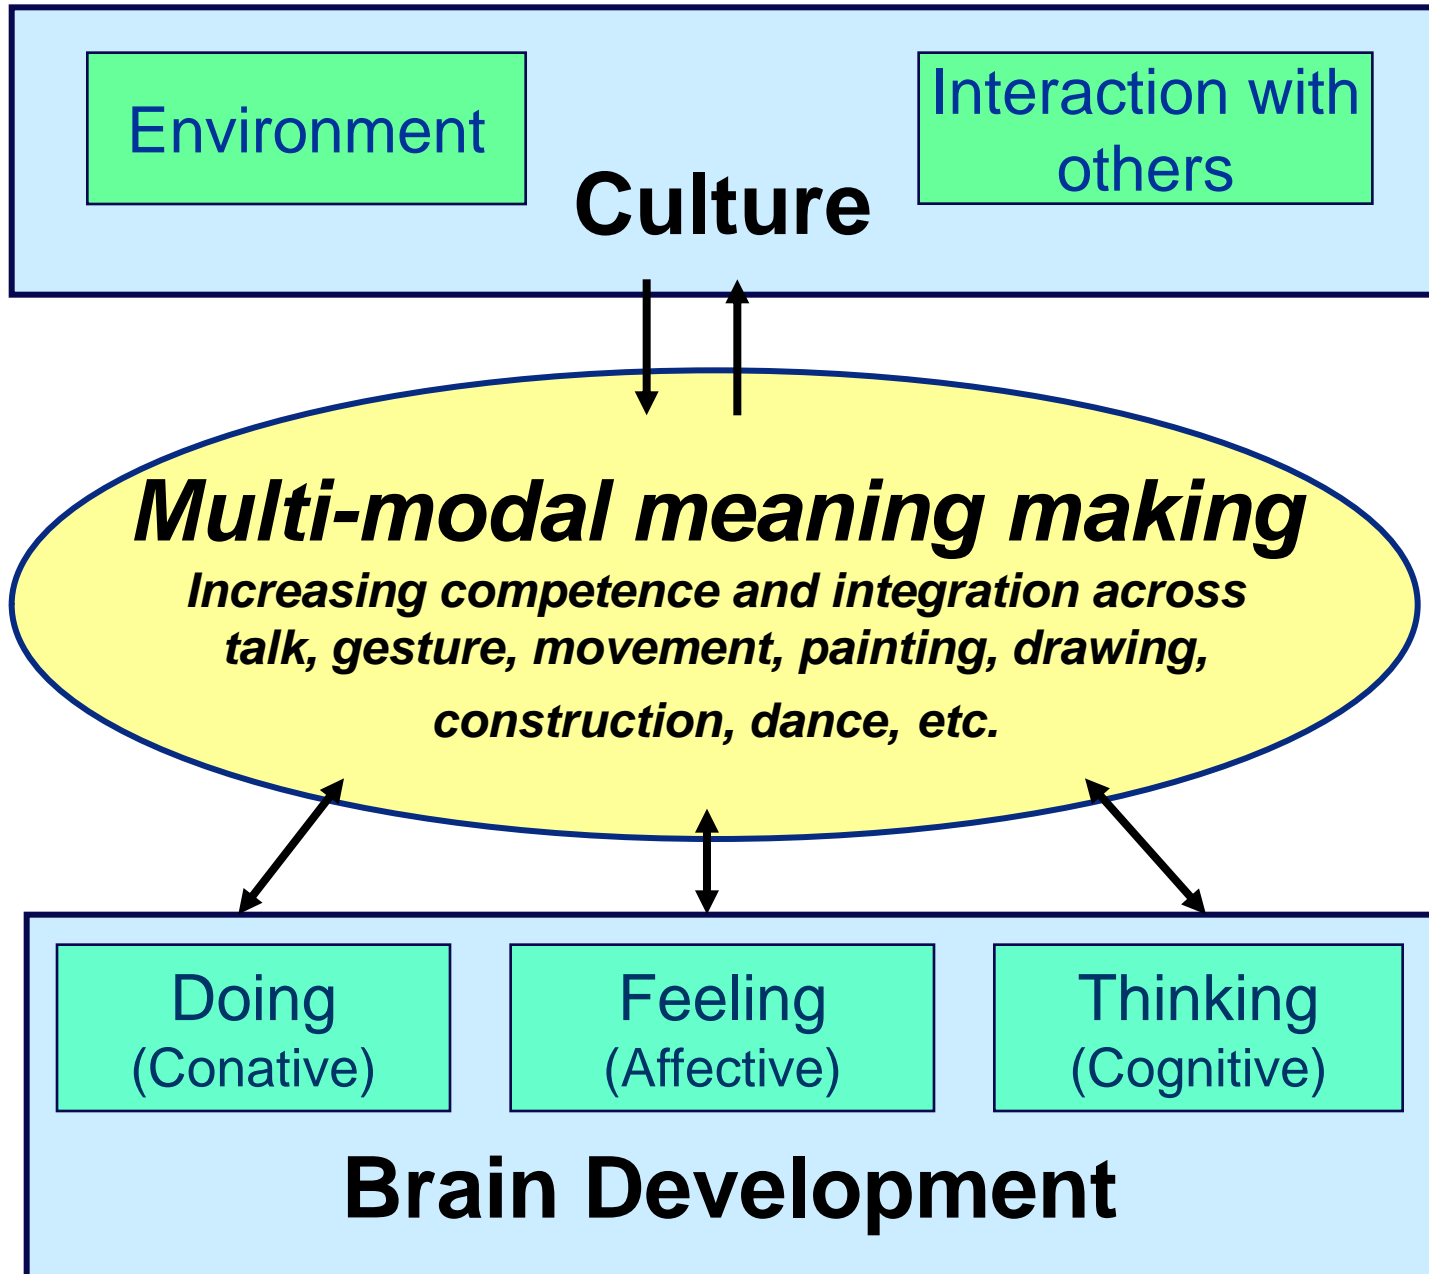 Environment
Interaction with
others
Culture
Multi-modal meaning making
Increasing competence and integration across
talk, gesture, movement, painting, drawing,
construction, dance, etc.
Doing
(Conative)
Feeling
(Affective)
Thinking
(Cognitive)
Brain Development